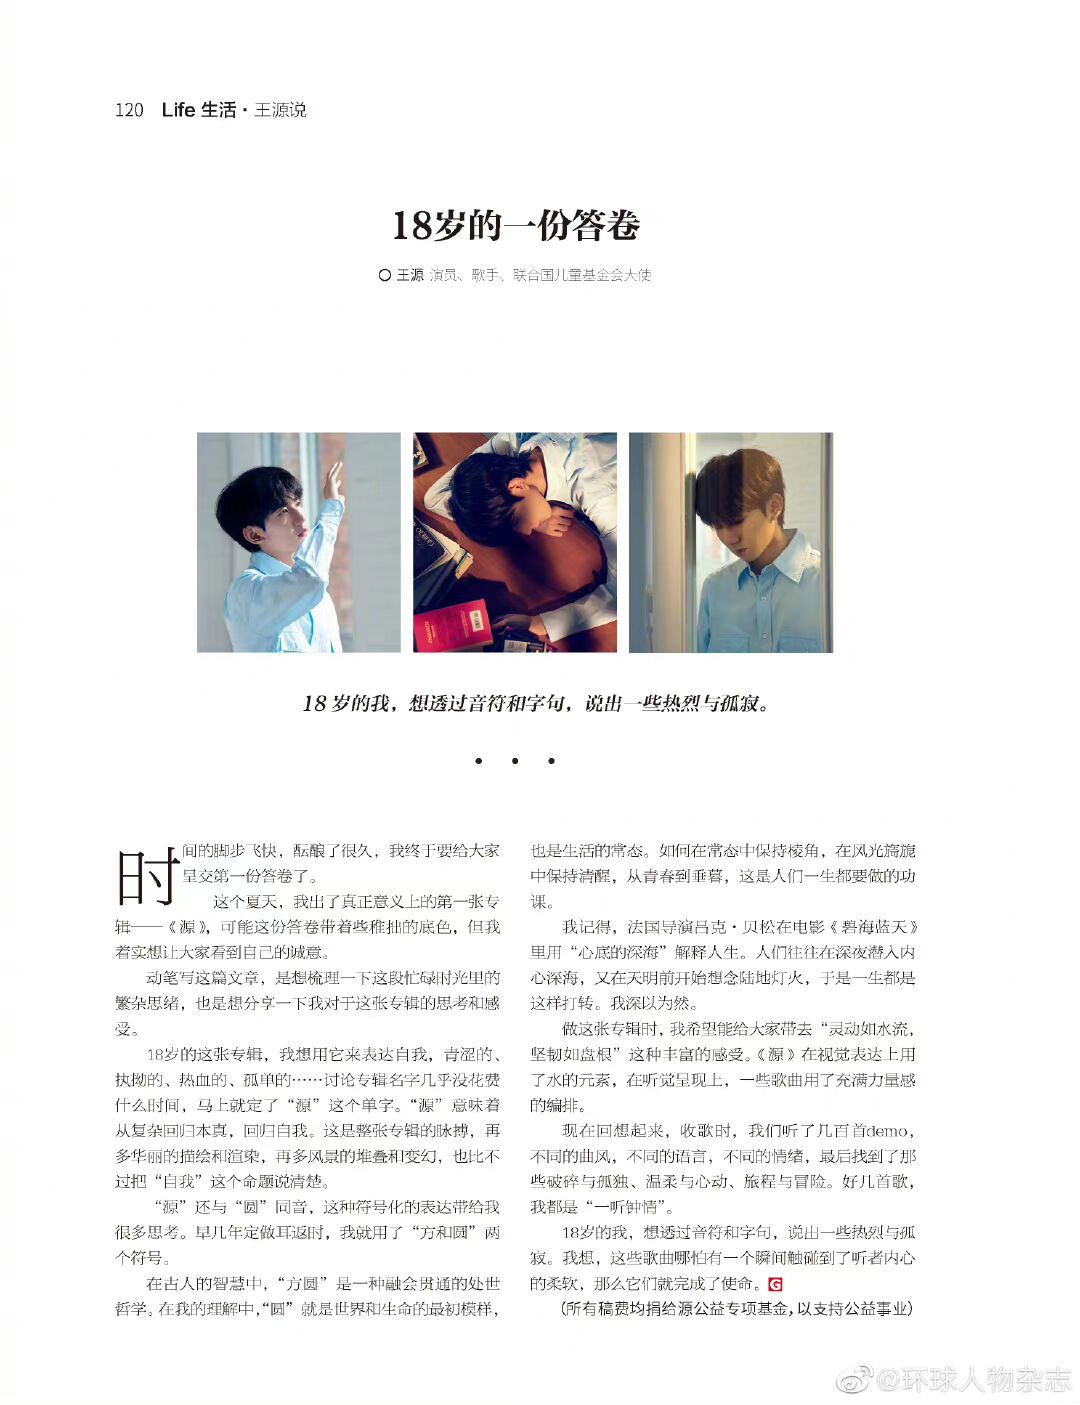 120 Life 生活·王源说
18岁的一份答卷
王源 演员、歌手、联合国儿童基金会大使
18岁的我，想透过音符和字句，说出一些热烈与孤寂。
时间的脚步飞快，酝酿了很久，我终于要给大家
呈交第一份答卷了。
这个夏天，我出了真正意义上的第一张专
辑——《源》，可能这份答卷带着些稚拙的底色，但我
着实想让大家看到自己的诚意。
动笔写这篇文章，是想梳理一下这段忙碌时光里的
繁杂思绪，也是想分享一下我对于这张专辑的思考和感
受。
18岁的这张专辑，我想用它来表达自我，青涩的、
执拗的、热血的、孤单的……讨论专辑名字几乎没花费
什么时间，马上就定了“源”这个单字。“源”意味着
从复杂回归本真，回归自我。这是整张专辑的脉搏，再
多华丽的描绘和渲染，再多风景的堆叠和变幻，也比不
过把“自我”这个命题说清楚。
“源”还与“圆”同音，这种符号化的表达带给我
很多思考。早几年定做耳返时，我就用了“方和圆”两
个符号。
在古人的智慧中，“方圆”是一种融会贯通的处世
哲学。在我的理解中，“圆”就是世界和生命的最初模样，
也是生活的常态。如何在常态中保持棱角，在风光旖旎
中保持清醒，从青春到垂暮，这是人们一生都要做的功
课。
我记得，法国导演吕克·贝松在电影《碧海蓝天》
里用“心底的深海”解释人生。人们往往在深夜潜入内
心深海，又在天明前开始想念陆地灯火，于是一生都是
这样打转。我深以为然。
做这张专辑时，我希望能给大家带去“灵动如水流，
坚韧如盘根”这种丰富的感受。《源》在视觉表达上用
了水的元素，在听觉呈现上，一些歌曲用了充满力量感
的编排。
现在回想起来，收歌时，我们听了几百首demo，
不同的曲风，不同的语言，不同的情绪，最后找到了那
些破碎与孤独、温柔与心动、旅程与冒险。好几首歌，
我都是“一听钟情”。
18岁的我，想透过音符和字句，说出一些热烈与孤
寂。我想，这些歌曲哪怕有一个瞬间触碰到了听者内心
的柔软，那么它们就完成了使命。G
（所有稿费均捐给源公益专项基金，以支持公益事业）
@环球人物杂志